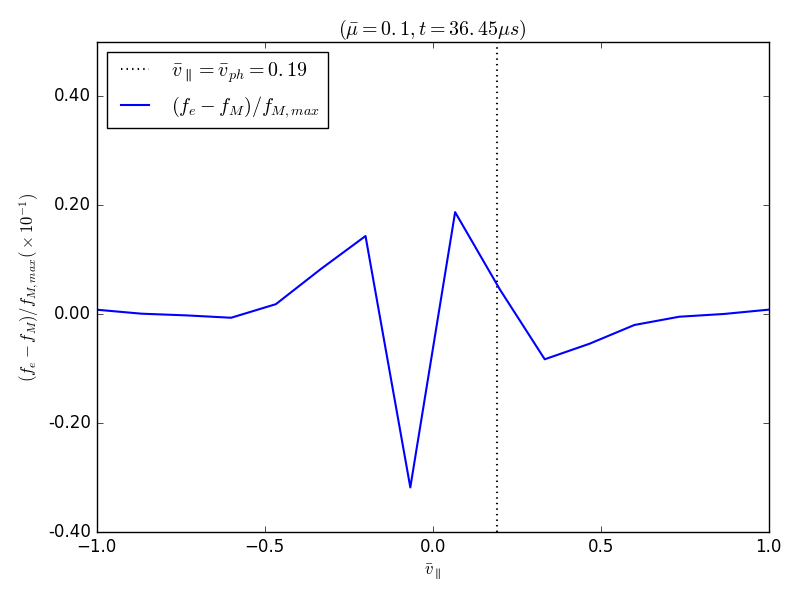 (μ̄ = 0.1, t = 36.45μs)
v̄∥ = v̄ph = 0.19
(fe − fM)/fM,max
0.40
0.20
0.00
-0.20
-0.40
(fe − fM)/fM,max(×10⁻¹)
−1.0 −0.5 0.0 0.5 1.0
v̄∥